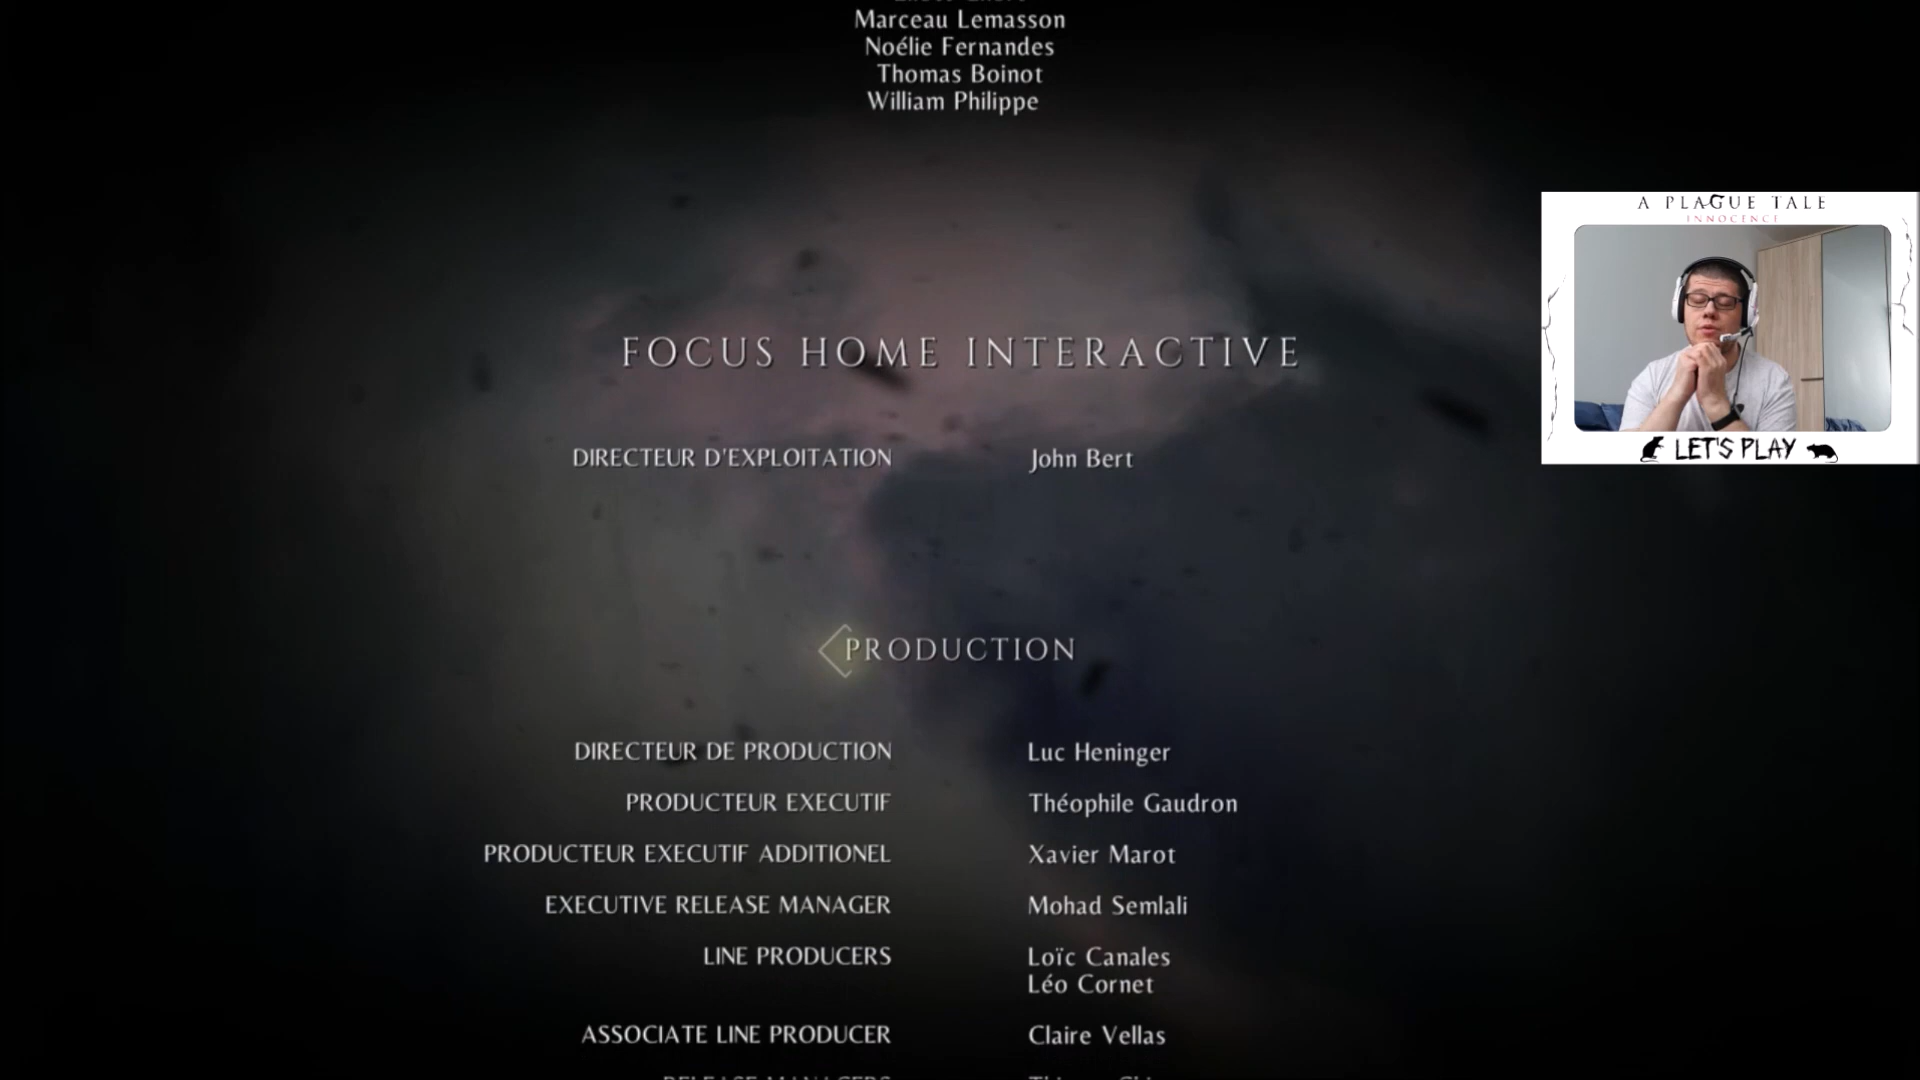 Marceau Lemasson
Noélie Fernandes
Thomas Boinot
William Philippe
A PLAGUE TALE
INNOCENCE
FOCUS HOME INTERACTIVE
LET'S PLAY
DIRECTEUR D'EXPLOITATION John Bert
PRODUCTION
DIRECTEUR DE PRODUCTION Luc Heninger
PRODUCTEUR EXECUTIF Théophile Gaudron
PRODUCTEUR EXECUTIF ADDITIONEL Xavier Marot
EXECUTIVE RELEASE MANAGER Mohad Semlali
LINE PRODUCERS Loïc Canales
Léo Cornet
ASSOCIATE LINE PRODUCER Claire Vellas